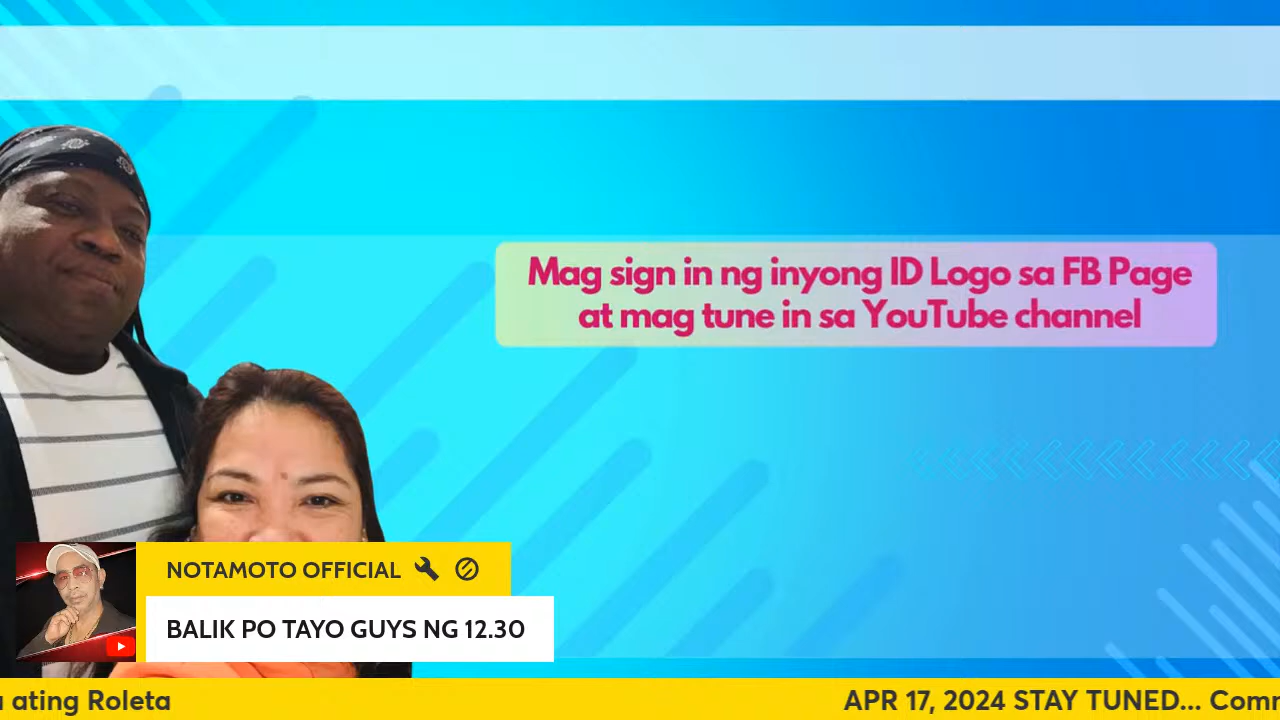 Mag sign in ng inyong ID Logo sa FB Page
at mag tune in sa YouTube channel
NOTAMOTO OFFICIAL
BALIK PO TAYO GUYS NG 12.30
ating Roleta APR 17, 2024 STAY TUNED...